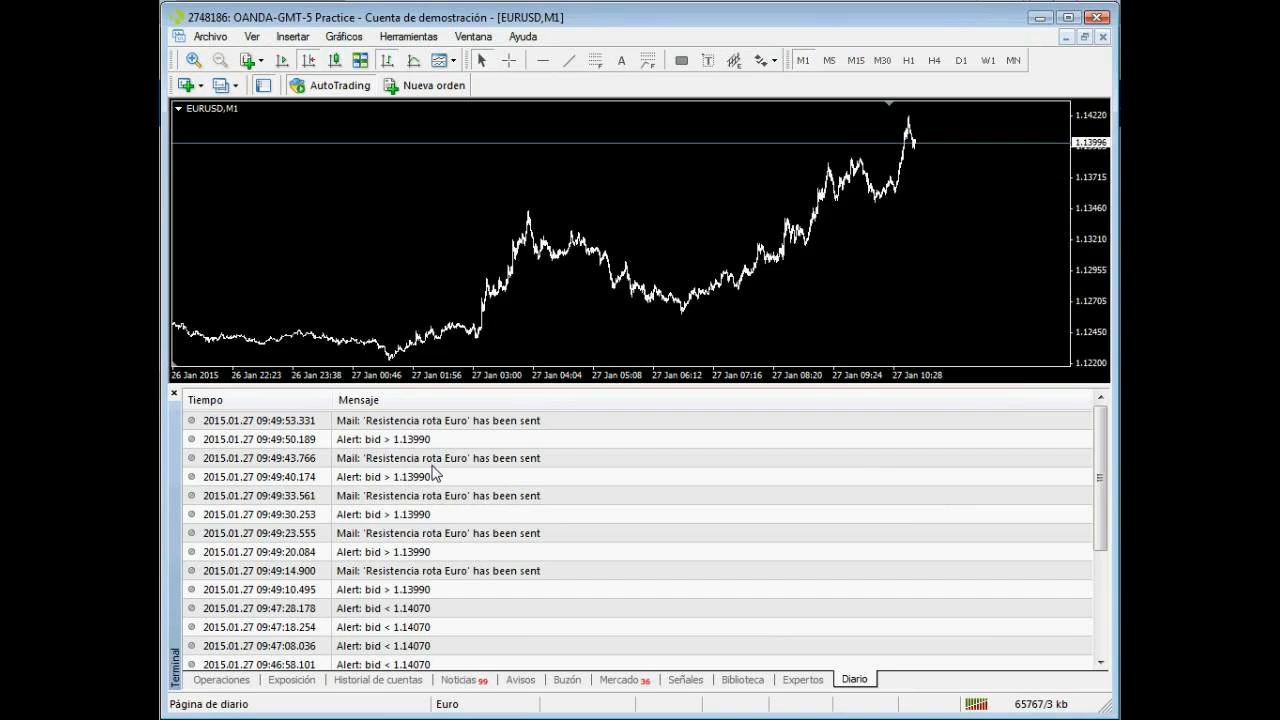 2748186: OANDA-GMT-5 Practice - Cuenta de demostración - [EURUSD,M1]
Archivo Ver Insertar Gráficos Herramientas Ventana Ayuda
A T M1 M5 M15 M30 H1 H4 D1 W1 MN
AutoTrading Nueva orden
EURUSD,M1
1.14220
1.13996
1.13715
1.13460
1.13210
1.12955
1.12705
1.12450
1.12200
26 Jan 2015 26 Jan 22:23 26 Jan 23:38 27 Jan 00:46 27 Jan 01:56 27 Jan 03:00 27 Jan 04:04 27 Jan 05:08 27 Jan 06:12 27 Jan 07:16 27 Jan 08:20 27 Jan 09:24 27 Jan 10:28
Tiempo Mensaje
2015.01.27 09:49:53.331 Mail: 'Resistencia rota Euro' has been sent
2015.01.27 09:49:50.189 Alert: bid > 1.13990
2015.01.27 09:49:43.766 Mail: 'Resistencia rota Euro' has been sent
2015.01.27 09:49:40.174 Alert: bid > 1.13990
2015.01.27 09:49:33.561 Mail: 'Resistencia rota Euro' has been sent
2015.01.27 09:49:30.253 Alert: bid > 1.13990
2015.01.27 09:49:23.555 Mail: 'Resistencia rota Euro' has been sent
2015.01.27 09:49:20.084 Alert: bid > 1.13990
2015.01.27 09:49:14.900 Mail: 'Resistencia rota Euro' has been sent
2015.01.27 09:49:10.495 Alert: bid > 1.13990
2015.01.27 09:47:28.178 Alert: bid < 1.14070
2015.01.27 09:47:18.254 Alert: bid < 1.14070
2015.01.27 09:47:08.036 Alert: bid < 1.14070
2015.01.27 09:46:58.101 Alert: bid < 1.14070
Terminal
Operaciones Exposición Historial de cuentas Noticias 99 Avisos Buzón Mercado 36 Señales Biblioteca Expertos Diario
Página de diario Euro 65767/3 kb